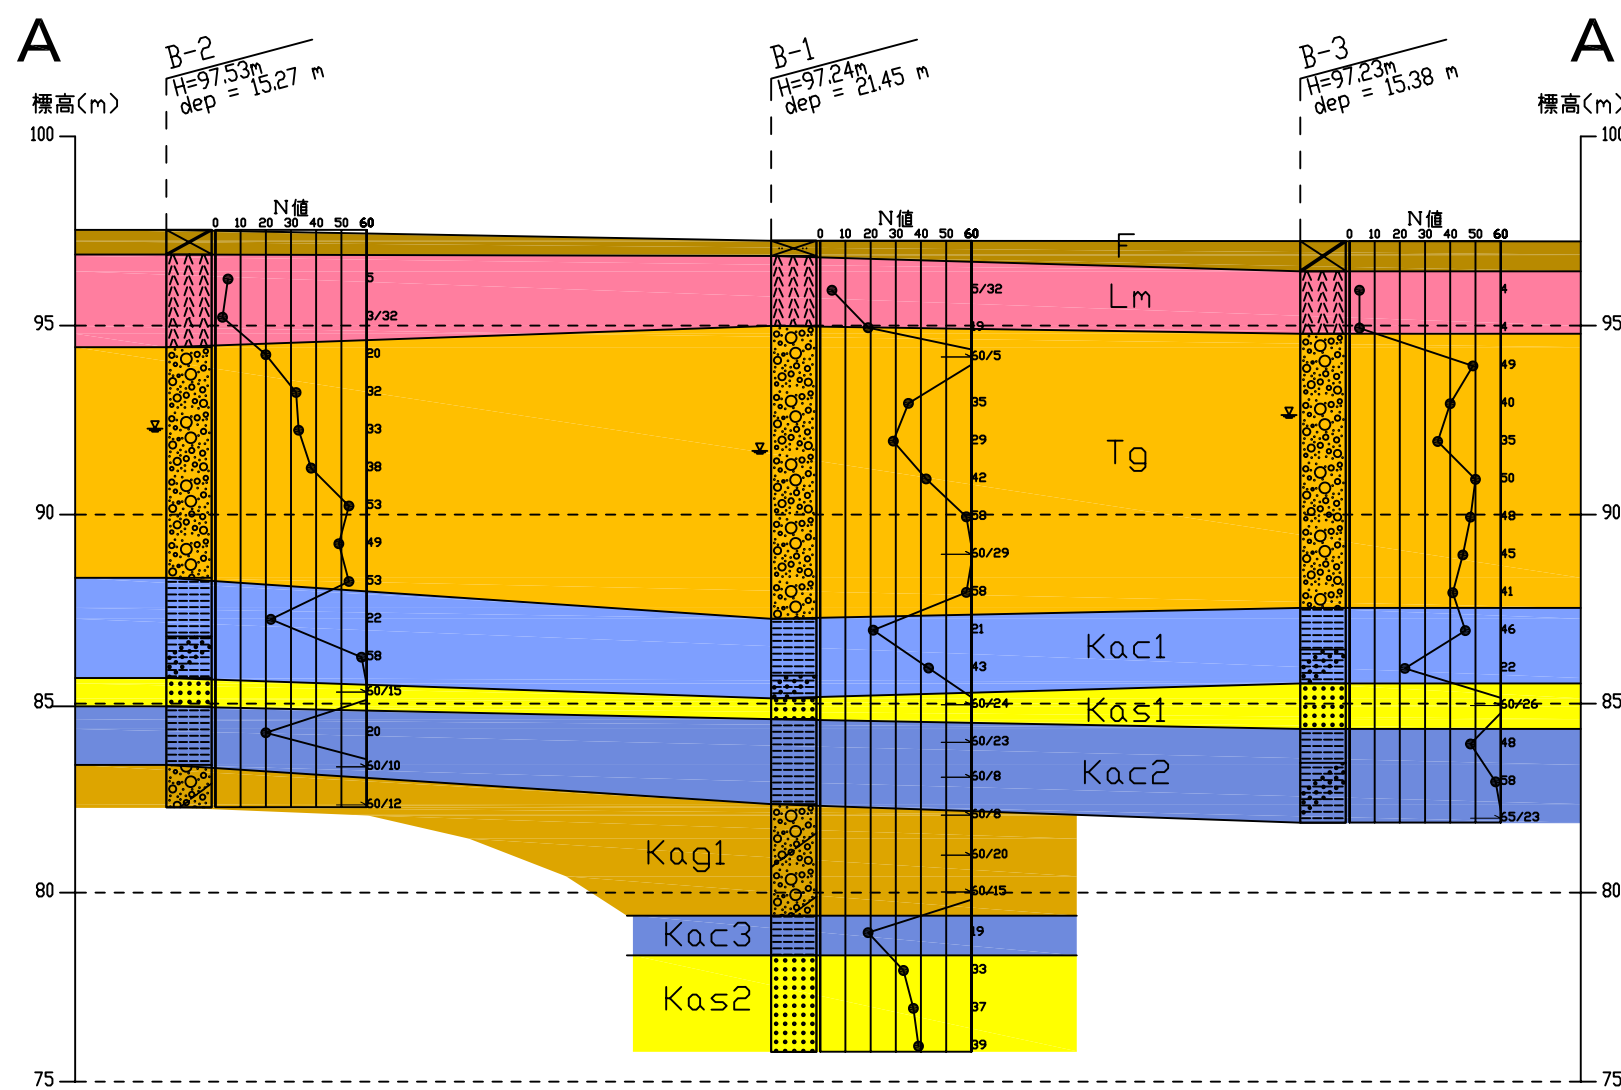 A
A
B-2
H=97.53m
dep = 15.27 m
B-1
H=97.24m
dep = 21.45 m
B-3
H=97.23m
dep = 15.38 m
標高(m)
標高(m)
100
95
90
85
80
75
100
95
90
85
80
75
N値
0 10 20 30 40 50 60
5
3/32
20
32
33
38
53
49
53
22
58
60/15
20
60/10
60/12
N値
0 10 20 30 40 50 60
5/32
19
60/5
35
29
42
58
60/29
58
21
43
60/24
60/23
60/8
60/8
60/20
60/15
19
33
37
39
N値
0 10 20 30 40 50 60
4
4
49
40
35
50
48
45
41
46
22
60/26
48
58
65/23
F
Lm
Tg
Kac1
Kas1
Kac2
Kag1
Kac3
Kas2